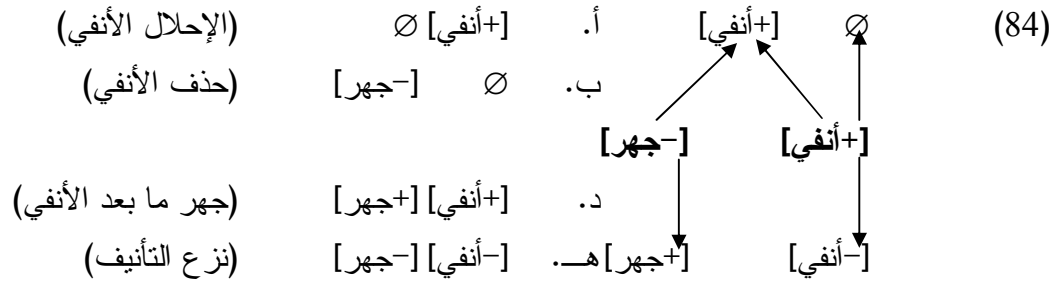 (84) ∅ [+أنفي] أ. [+أنفي] ∅ (الإحلال الأنفي)
ب. ∅ [–جهر] (حذف الأنفي)
[+أنفي] [–جهر]
د. [+أنفي] [+جهر] (جهر ما بعد الأنفي)
[–أنفي] [+جهر] هـ. [–أنفي] [–جهر] (نزع التأنيف)